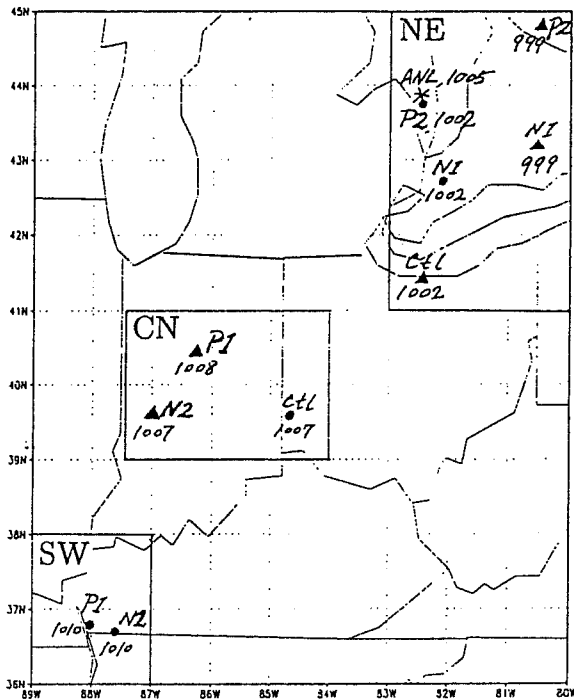 45N
NE
P2
999
44N
ANL, 1005
P2, 1002
NI
999
43N
NI
1002
42N
Ctl
1002
41N
CN
P1
1008
40N
N2
1007
Ctl
1007
39N
38N
SW
37N
P1
1010
N2
1010
36N
89W 88W 87W 86W 85W 84W 83W 82W 81W 80W